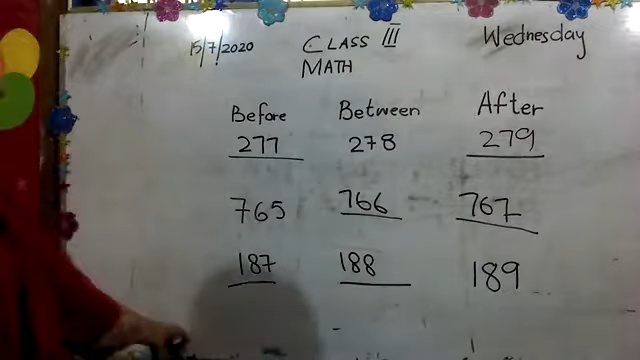 15/7/2020 CLASS III Wednesday
MATH
Before Between After
277 278 279
765 766 767
187 188 189